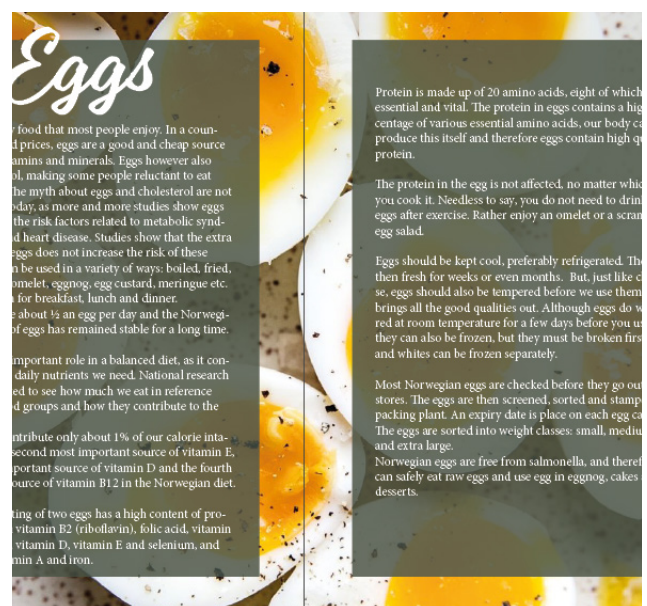 Eggs
food that most people enjoy. In a coun-
d prices, eggs are a good and cheap source
amins and minerals. Eggs however also
ol, making some people reluctant to eat
he myth about eggs and cholesterol are not
oday, as more and more studies show eggs
the risk factors related to metabolic synd-
d heart disease. Studies show that the extra
eggs does not increase the risk of these
n be used in a variety of ways: boiled, fried,
omelet, eggnog, egg custard, meringue etc.
for breakfast, lunch and dinner.
about ½ an egg per day and the Norwegi-
of eggs has remained stable for a long time.
mportant role in a balanced diet, as it con-
daily nutrients we need. National research
ed to see how much we eat in reference
d groups and how they contribute to the
ntribute only about 1% of our calorie inta-
second most important source of vitamin E,
portant source of vitamin D and the fourth
ource of vitamin B12 in the Norwegian diet.
ting of two eggs has a high content of pro-
vitamin B2 (riboflavin), folic acid, vitamin
vitamin D, vitamin E and selenium, and
min A and iron.
Protein is made up of 20 amino acids, eight of which
essential and vital. The protein in eggs contains a hig
centage of various essential amino acids, our body ca
produce this itself and therefore eggs contain high qu
protein.
The protein in the egg is not affected, no matter whic
you cook it. Needless to say, you do not need to drin
eggs after exercise. Rather enjoy an omelet or a scram
egg salad.
Eggs should be kept cool, preferably refrigerated. The
then fresh for weeks or even months. But, just like ch
se, eggs should also be tempered before we use them
brings all the good qualities out. Although eggs do w
red at room temperature for a few days before you us
they can also be frozen, but they must be broken first
and whites can be frozen separately.
Most Norwegian eggs are checked before they go out
stores. The eggs are then screened, sorted and stampe
packing plant. An expiry date is place on each egg ca
The eggs are sorted into weight classes: small, mediu
and extra large.
Norwegian eggs are free from salmonella, and theref
can safely eat raw eggs and use egg in eggnog, cakes
desserts.